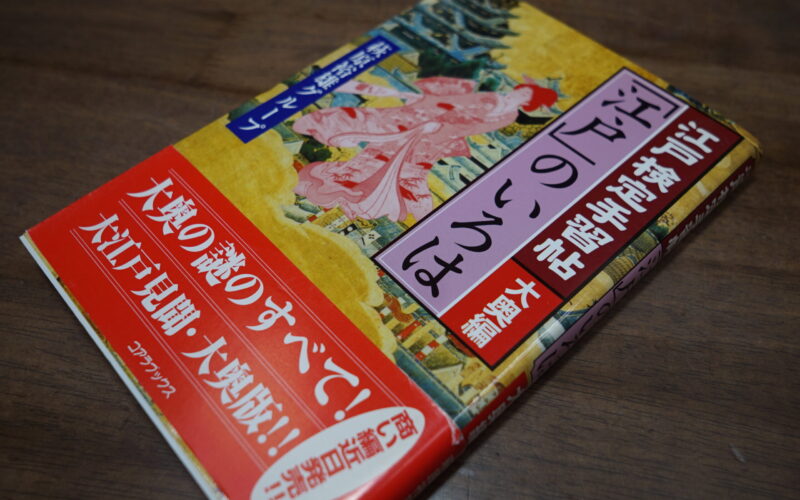 江戸検定手習帖
「江戸」のいろは
大奥編
萩原裕雄グループ
大奥の謎のすべて!
大江戸見聞・大奥版!!
コアラブックス
商い編近日発売!!